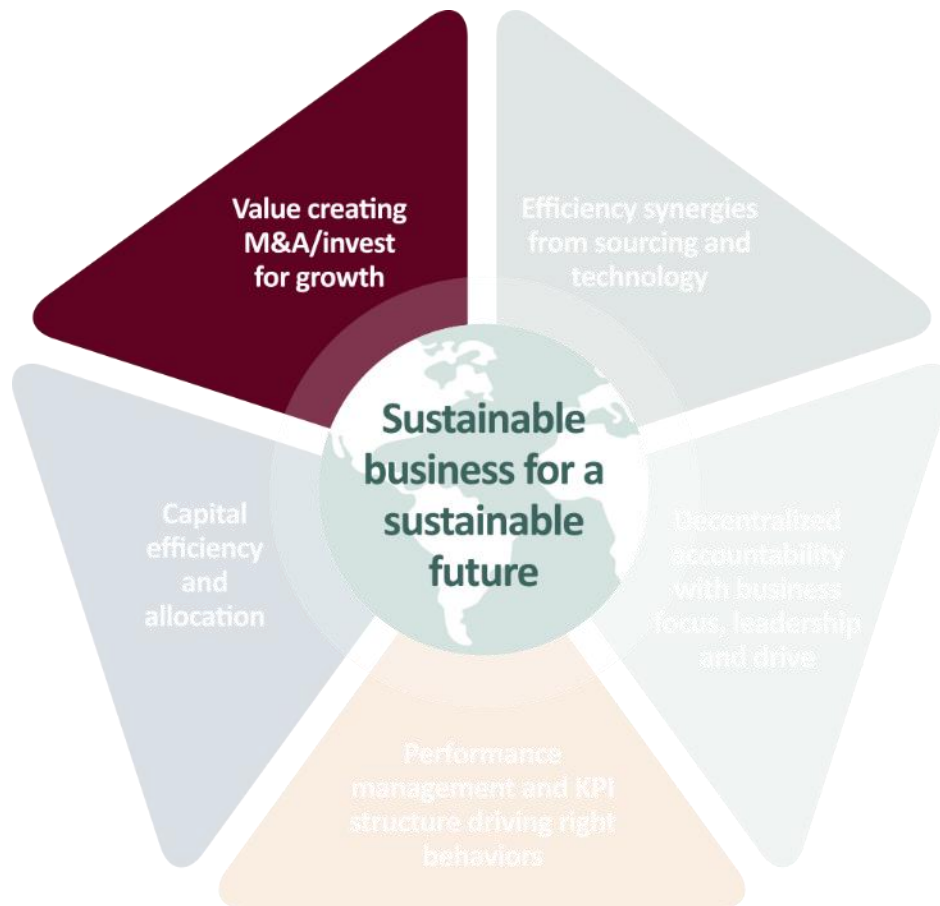 Value creating
M&A/invest
for growth
Efficiency synergies
from sourcing and
technology
Sustainable
business for a
sustainable
future
Capital
efficiency
and
allocation
Decentralized
accountability
with business
focus, leadership
and drive
Performance
management and KPI
structure driving right
behaviors